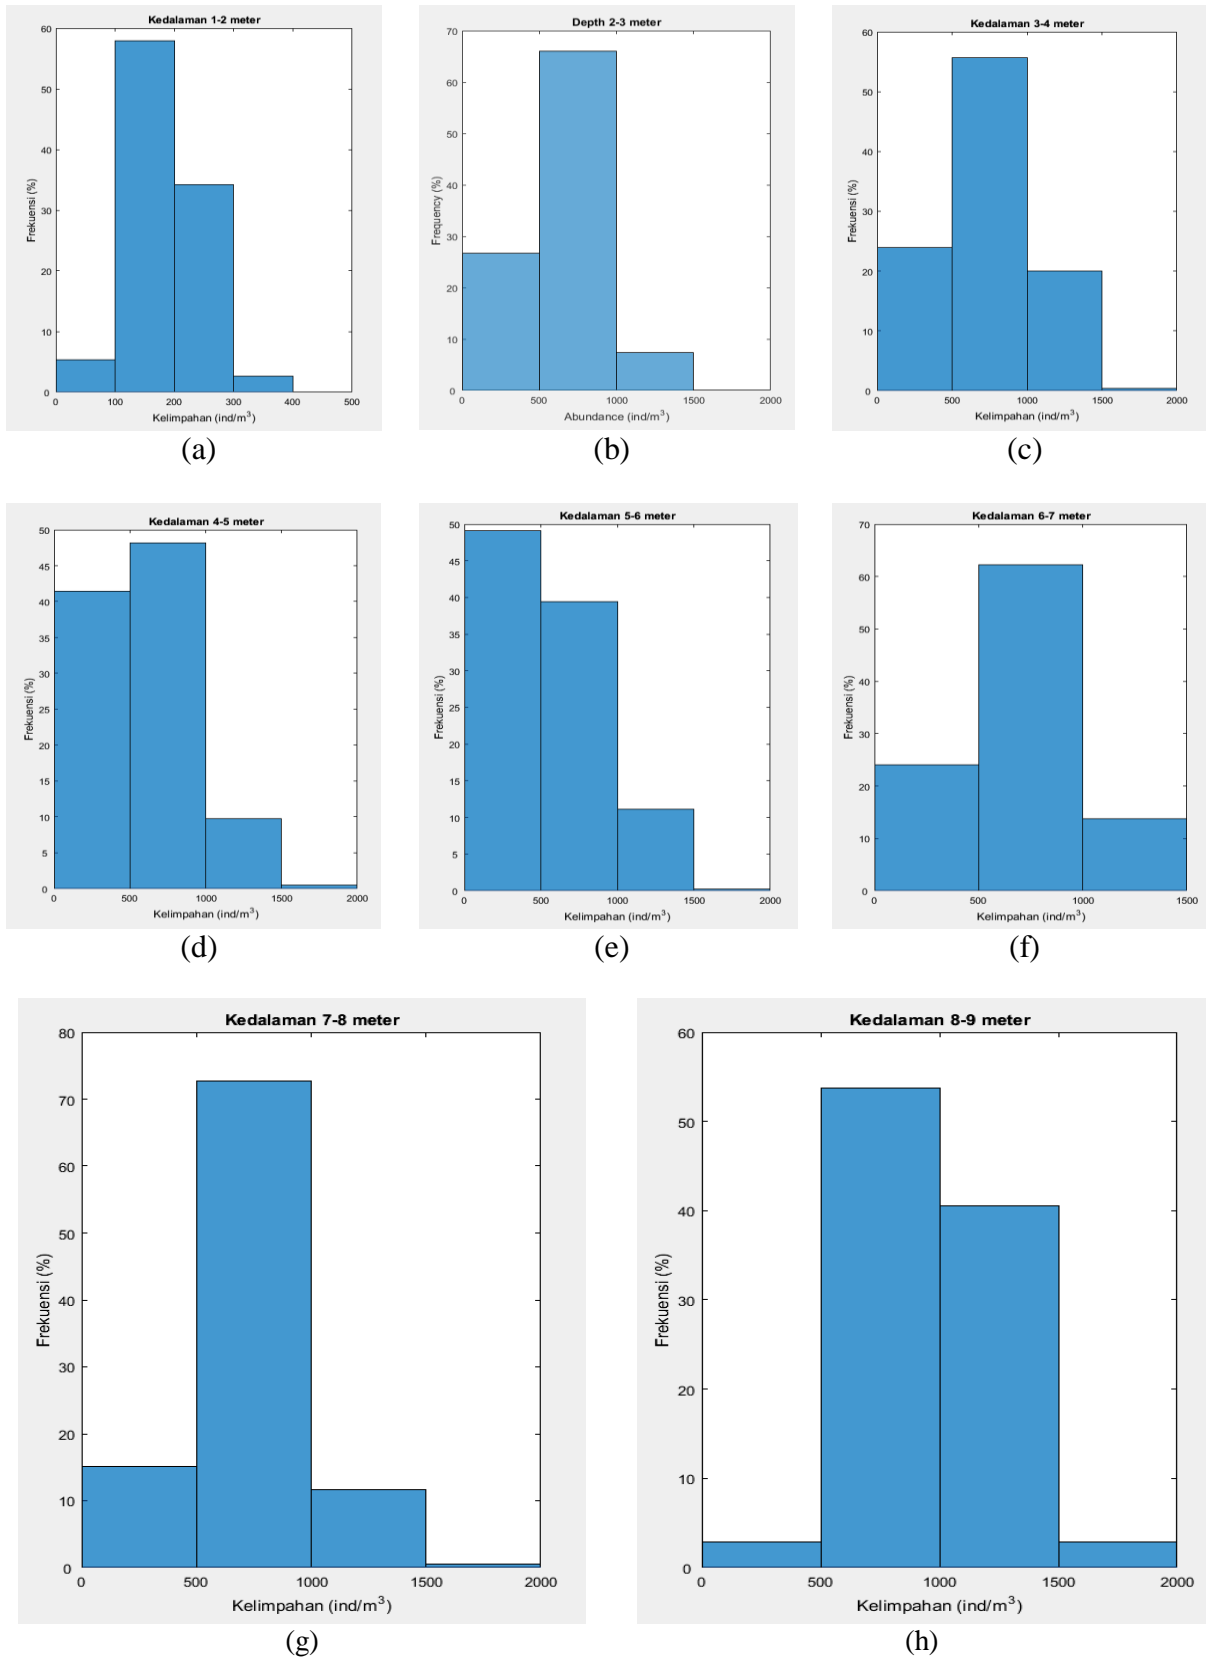 Kedalaman 1-2 meter
60
50
40
30
20
10
0
Frekuensi (%)
0 100 200 300 400 500
Kelimpahan (ind/m³)
(a)
Depth 2-3 meter
70
60
50
40
30
20
10
0
Frequency (%)
0 500 1000 1500 2000
Abundance (ind/m³)
(b)
Kedalaman 3-4 meter
60
50
40
30
20
10
0
Frekuensi (%)
0 500 1000 1500 2000
Kelimpahan (ind/m³)
(c)
Kedalaman 4-5 meter
50
45
40
35
30
25
20
15
10
5
0
Frekuensi (%)
0 500 1000 1500 2000
Kelimpahan (ind/m³)
(d)
Kedalaman 5-6 meter
50
45
40
35
30
25
20
15
10
5
0
Frekuensi (%)
0 500 1000 1500 2000
Kelimpahan (ind/m³)
(e)
Kedalaman 6-7 meter
70
60
50
40
30
20
10
0
Frekuensi (%)
0 500 1000 1500
Kelimpahan (ind/m³)
(f)
Kedalaman 7-8 meter
80
70
60
50
40
30
20
10
0
Frekuensi (%)
0 500 1000 1500 2000
Kelimpahan (ind/m³)
(g)
Kedalaman 8-9 meter
60
50
40
30
20
10
0
Frekuensi (%)
0 500 1000 1500 2000
Kelimpahan (ind/m³)
(h)